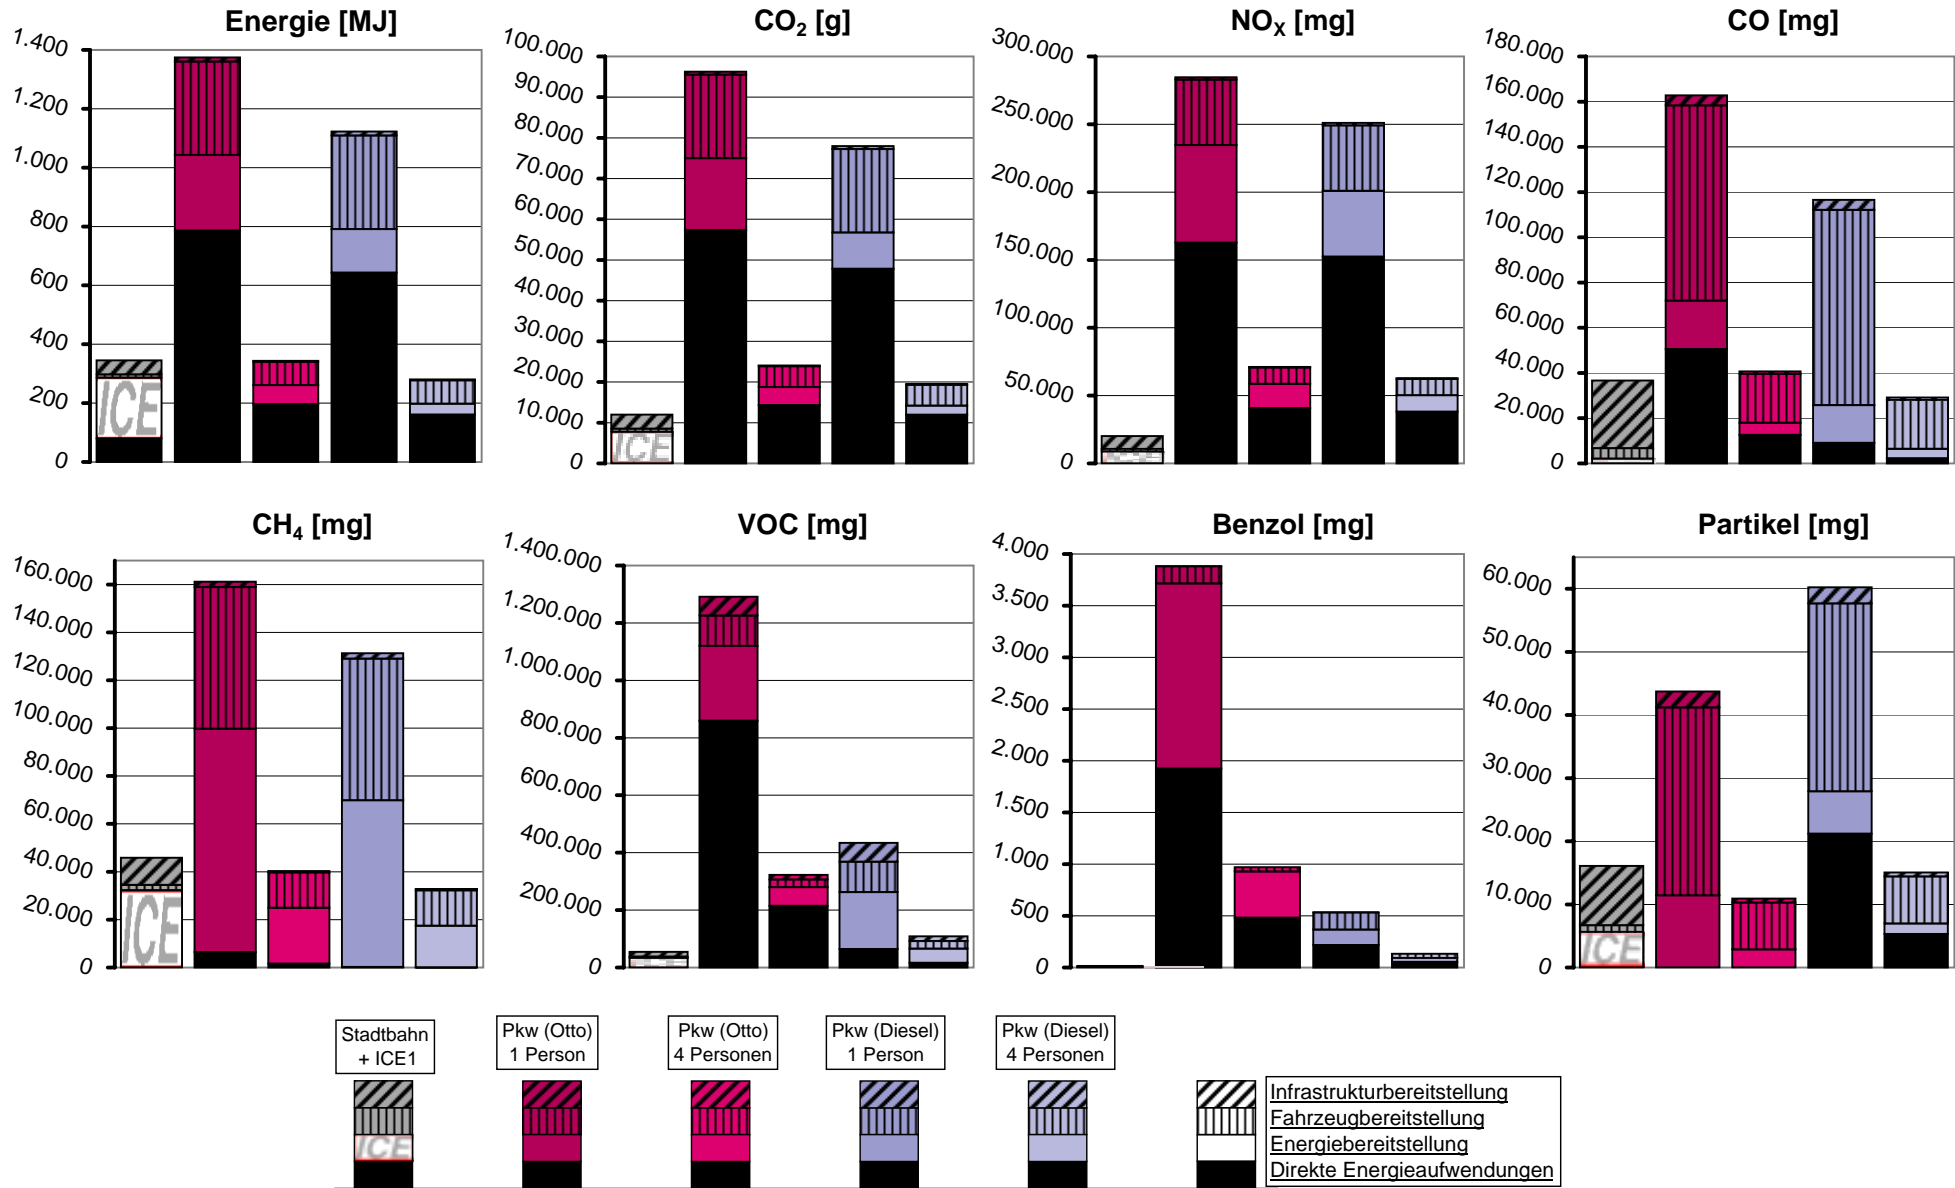 Energie [MJ]
1.400
1.200
1.000
800
600
400
200
0
ICE
CO₂ [g]
100.000
90.000
80.000
70.000
60.000
50.000
40.000
30.000
20.000
10.000
0
ICE
NOX [mg]
300.000
250.000
200.000
150.000
100.000
50.000
0
CO [mg]
180.000
160.000
140.000
120.000
100.000
80.000
60.000
40.000
20.000
0
CH₄ [mg]
160.000
140.000
120.000
100.000
80.000
60.000
40.000
20.000
0
ICE
VOC [mg]
1.400.000
1.200.000
1.000.000
800.000
600.000
400.000
200.000
0
Benzol [mg]
4.000
3.500
3.000
2.500
2.000
1.500
1.000
500
0
Partikel [mg]
60.000
50.000
40.000
30.000
20.000
10.000
0
ICE
Stadtbahn
+ ICE1
Pkw (Otto)
1 Person
Pkw (Otto)
4 Personen
Pkw (Diesel)
1 Person
Pkw (Diesel)
4 Personen
ICE
Infrastrukturbereitstellung
Fahrzeugbereitstellung
Energiebereitstellung
Direkte Energieaufwendungen